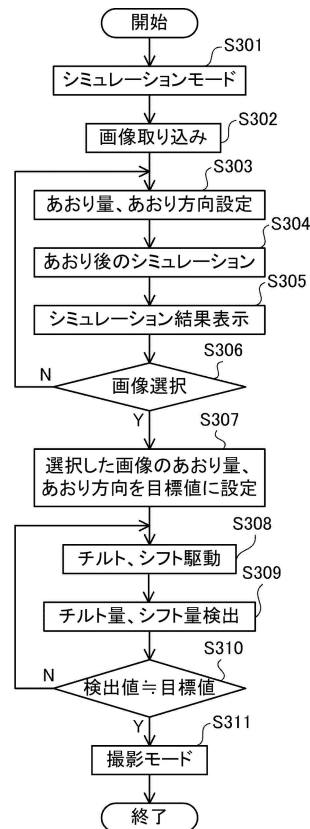 開始
S301
シミュレーションモード
S302
画像取り込み
S303
あおり量、あおり方向設定
S304
あおり後のシミュレーション
S305
シミュレーション結果表示
S306
N
画像選択
Y
S307
選択した画像のあおり量、
あおり方向を目標値に設定
S308
チルト、シフト駆動
S309
チルト量、シフト量検出
S310
N
検出値≒目標値
Y
S311
撮影モード
終了